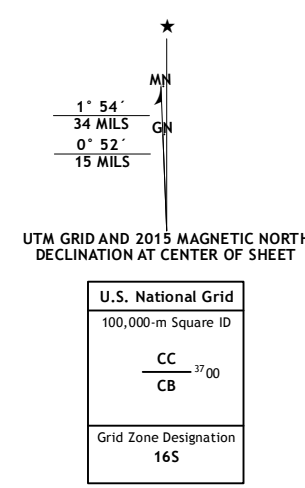 ★
MN
1° 54´
34 MILS
GN
0° 52´
15 MILS
UTM GRID AND 2015 MAGNETIC NORTH
DECLINATION AT CENTER OF SHEET
U.S. National Grid
100,000-m Square ID
CC
3700
CB
Grid Zone Designation
16S